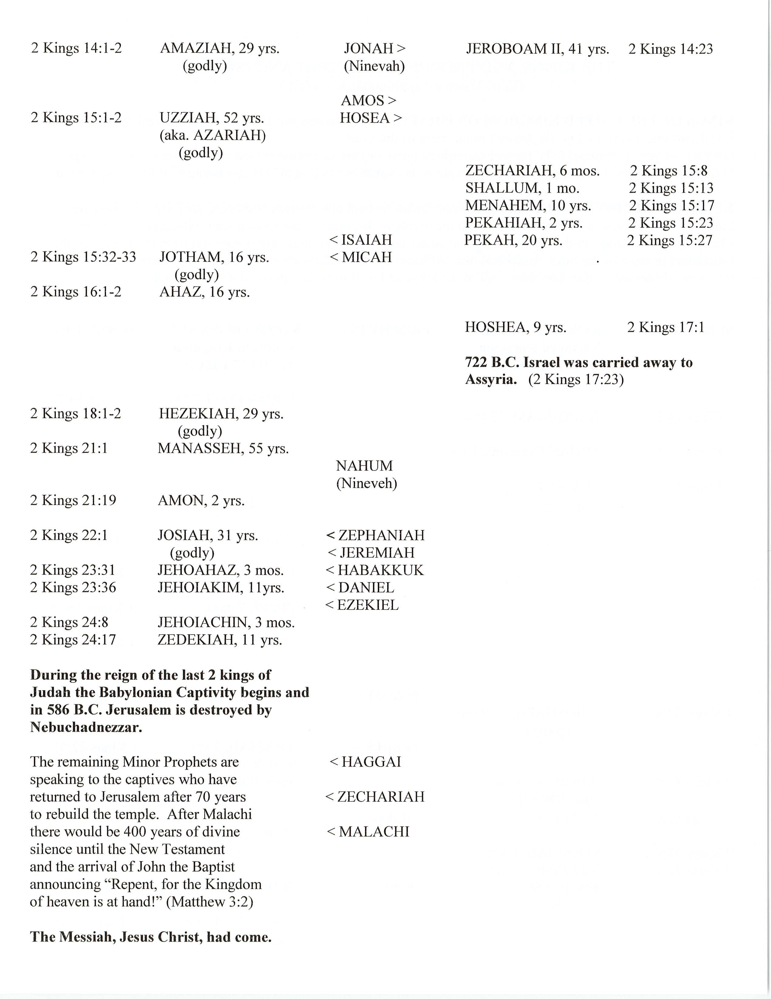 2 Kings 14:1-2 AMAZIAH, 29 yrs. JONAH > JEROBOAM II, 41 yrs. 2 Kings 14:23
(godly) (Ninevah)
AMOS >
2 Kings 15:1-2 UZZIAH, 52 yrs. HOSEA >
(aka. AZARIAH)
(godly)
ZECHARIAH, 6 mos. 2 Kings 15:8
SHALLUM, 1 mo. 2 Kings 15:13
MENAHEM, 10 yrs. 2 Kings 15:17
PEKAHIAH, 2 yrs. 2 Kings 15:23
< ISAIAH PEKAH, 20 yrs. 2 Kings 15:27
2 Kings 15:32-33 JOTHAM, 16 yrs. < MICAH
(godly)
2 Kings 16:1-2 AHAZ, 16 yrs.
HOSHEA, 9 yrs. 2 Kings 17:1
722 B.C. Israel was carried away to
Assyria. (2 Kings 17:23)
2 Kings 18:1-2 HEZEKIAH, 29 yrs.
(godly)
2 Kings 21:1 MANASSEH, 55 yrs.
NAHUM
(Nineveh)
2 Kings 21:19 AMON, 2 yrs.
2 Kings 22:1 JOSIAH, 31 yrs. < ZEPHANIAH
(godly) < JEREMIAH
2 Kings 23:31 JEHOAHAZ, 3 mos. < HABAKKUK
2 Kings 23:36 JEHOIAKIM, 11yrs. < DANIEL
< EZEKIEL
2 Kings 24:8 JEHOIACHIN, 3 mos.
2 Kings 24:17 ZEDEKIAH, 11 yrs.
During the reign of the last 2 kings of
Judah the Babylonian Captivity begins and
in 586 B.C. Jerusalem is destroyed by
Nebuchadnezzar.
The remaining Minor Prophets are < HAGGAI
speaking to the captives who have
returned to Jerusalem after 70 years < ZECHARIAH
to rebuild the temple. After Malachi
there would be 400 years of divine < MALACHI
silence until the New Testament
and the arrival of John the Baptist
announcing “Repent, for the Kingdom
of heaven is at hand!” (Matthew 3:2)
The Messiah, Jesus Christ, had come.